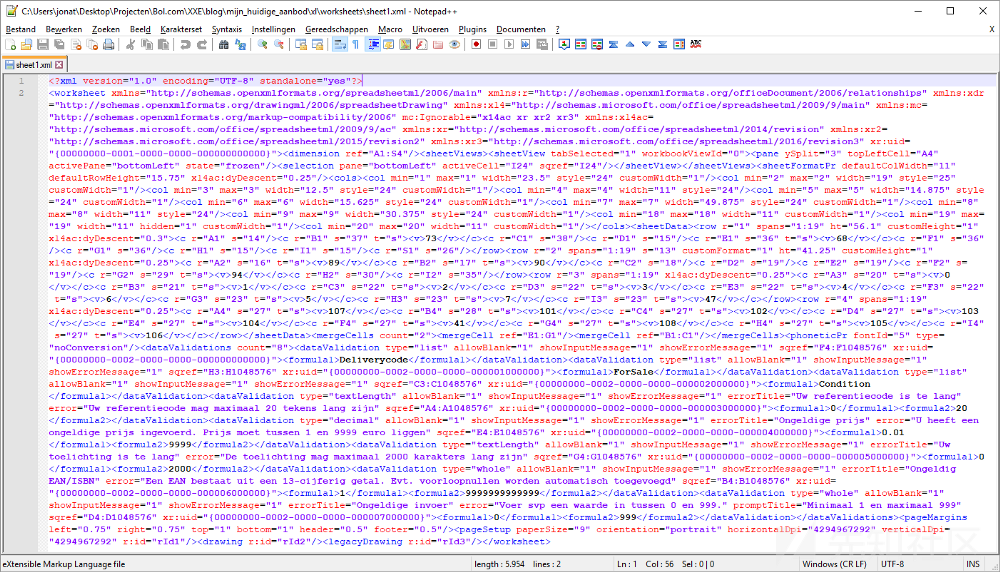 C:\Users\jonat\Desktop\Projecten\Bol.com\XXE\blog\mijn_huidige_aanbod\xl\worksheets\sheet1.xml - Notepad++
Bestand Bewerken Zoeken Beeld Karakterset Syntaxis Instellingen Gereedschappen Macro Uitvoeren Plugins Documenten ? X
sheet1.xml
1 <?xml version="1.0" encoding="UTF-8" standalone="yes"?>
2 <worksheet xmlns="http://schemas.openxmlformats.org/spreadsheetml/2006/main" xmlns:r="http://schemas.openxmlformats.org/officeDocument/2006/relationships" xmlns:xdr
="http://schemas.openxmlformats.org/drawingml/2006/spreadsheetDrawing" xmlns:x14="http://schemas.microsoft.com/office/spreadsheetml/2009/9/main" xmlns:mc=
"http://schemas.openxmlformats.org/markup-compatibility/2006" mc:Ignorable="x14ac xr xr2 xr3" xmlns:x14ac=
"http://schemas.microsoft.com/office/spreadsheetml/2009/9/ac" xmlns:xr="http://schemas.microsoft.com/office/spreadsheetml/2014/revision" xmlns:xr2=
"http://schemas.microsoft.com/office/spreadsheetml/2015/revision2" xmlns:xr3="http://schemas.microsoft.com/office/spreadsheetml/2016/revision3" xr:uid=
"{00000000-0001-0000-0000-000000000000}"><dimension ref="A1:S4"/><sheetViews><sheetView tabSelected="1" workbookViewId="0"><pane ySplit="3" topLeftCell="A4"
activePane="bottomLeft" state="frozen"/><selection pane="bottomLeft" activeCell="I24" sqref="I24"/></sheetView></sheetViews><sheetFormatPr defaultColWidth="11"
defaultRowHeight="15.75" x14ac:dyDescent="0.25"/><cols><col min="1" max="1" width="23.5" style="24" customWidth="1"/><col min="2" max="2" width="19" style="25"
customWidth="1"/><col min="3" max="3" width="12.5" style="24" customWidth="1"/><col min="4" max="4" width="11" style="24"/><col min="5" max="5" width="14.875" style
="24" customWidth="1"/><col min="6" max="6" width="15.625" style="24" customWidth="1"/><col min="7" max="7" width="49.875" style="24" customWidth="1"/><col min="8"
max="8" width="11" style="24"/><col min="9" max="9" width="30.375" style="24" customWidth="1"/><col min="18" max="18" width="11" style="24"/><col min="19" max=
"19" width="11" hidden="1" customWidth="1"/><col min="20" max="20" width="11" customWidth="1"/></cols><sheetData><row r="1" spans="1:19" ht="56.1" customHeight="1"
x14ac:dyDescent="0.3"><c r="A1" s="14"/><c r="B1" s="37" t="s"><v>73</v></c><c r="C1" s="38"/><c r="D1" s="15"/><c r="E1" s="36" t="s"><v>68</v></c><c r="F1" s="36"
/><c r="G1" s="36"/><c r="H1" s="15"/><c r="I1" s="15"/><c r="S1" s="26"/></row><row r="2" spans="1:19" s="13" customFormat="1" ht="41.25" customHeight="1"
x14ac:dyDescent="0.25"><c r="A2" s="16" t="s"><v>89</v></c><c r="B2" s="17" t="s"><v>90</v></c><c r="C2" s="18"/><c r="D2" s="19"/><c r="E2" s="19"/><c r="F2" s=
"19"/><c r="G2" s="29" t="s"><v>94</v></c><c r="H2" s="30"/><c r="I2" s="35"/></row><row r="3" spans="1:19" x14ac:dyDescent="0.25"><c r="A3" s="20" t="s"><v>0
</v></c><c r="B3" s="21" t="s"><v>1</v></c><c r="C3" s="22" t="s"><v>2</v></c><c r="D3" s="22" t="s"><v>3</v></c><c r="E3" s="22" t="s"><v>4</v></c><c r="F3" s="22"
t="s"><v>6</v></c><c r="G3" s="23" t="s"><v>5</v></c><c r="H3" s="23" t="s"><v>7</v></c><c r="I3" s="23" t="s"><v>47</v></c></row><row r="4" spans="1:19"
x14ac:dyDescent="0.25"><c r="A4" s="27" t="s"><v>107</v></c><c r="B4" s="28" t="s"><v>101</v></c><c r="C4" s="27" t="s"><v>102</v></c><c r="D4" s="27" t="s"><v>103
</v></c><c r="E4" s="27" t="s"><v>104</v></c><c r="F4" s="27" t="s"><v>41</v></c><c r="G4" s="27" t="s"><v>108</v></c><c r="H4" s="27" t="s"><v>105</v></c><c r="I4"
s="27" t="s"><v>106</v></c></row></sheetData><mergeCells count="2"><mergeCell ref="E1:G1"/><mergeCell ref="B1:C1"/></mergeCells><phoneticPr fontId="5" type=
"noConversion"/><dataValidations count="8"><dataValidation type="list" allowBlank="1" showInputMessage="1" showErrorMessage="1" sqref="F4:F1048576" xr:uid=
"{00000000-0002-0000-0000-000000000000}"><formula1>Deliverycode</formula1></dataValidation><dataValidation type="list" allowBlank="1" showInputMessage="1"
showErrorMessage="1" sqref="H3:H1048576" xr:uid="{00000000-0002-0000-0000-000001000000}"><formula1>ForSale</formula1></dataValidation><dataValidation type="list"
allowBlank="1" showInputMessage="1" showErrorMessage="1" sqref="C3:C1048576" xr:uid="{00000000-0002-0000-0000-000002000000}"><formula1>Condition
</formula1></dataValidation><dataValidation type="textLength" allowBlank="1" showInputMessage="1" showErrorMessage="1" errorTitle="Uw referentiecode is te lang"
error="Uw referentiecode mag maximaal 20 tekens lang zijn" sqref="A4:A1048576" xr:uid="{00000000-0002-0000-0000-000003000000}"><formula1>0</formula1><formula2>20
</formula2></dataValidation><dataValidation type="decimal" allowBlank="1" showInputMessage="1" showErrorMessage="1" errorTitle="Ongeldige prijs" error="U heeft een
ongeldige prijs ingevoerd. Prijs moet tussen 1 en 9999 euro liggen" sqref="E4:E1048576" xr:uid="{00000000-0002-0000-0000-000004000000}"><formula1>0.01
</formula1><formula2>9999</formula2></dataValidation><dataValidation type="textLength" allowBlank="1" showInputMessage="1" showErrorMessage="1" errorTitle="Uw
toelichting is te lang" error="De toelichting mag maximaal 2000 karakters lang zijn" sqref="G4:G1048576" xr:uid="{00000000-0002-0000-0000-000005000000}"><formula1>0
</formula1><formula2>2000</formula2></dataValidation><dataValidation type="whole" allowBlank="1" showInputMessage="1" showErrorMessage="1" errorTitle="Ongeldig
EAN/ISBN" error="Een EAN bestaat uit een 13-cijferig getal. Evt. voorloopnullen worden automatisch toegevoegd" sqref="B4:B1048576" xr:uid=
"{00000000-0002-0000-0000-000006000000}"><formula1>1</formula1><formula2>9999999999999</formula2></dataValidation><dataValidation type="whole" allowBlank="1"
showInputMessage="1" showErrorMessage="1" errorTitle="Ongeldige invoer" error="Voer svp een waarde in tussen 0 en 999." promptTitle="Minimaal 1 en maximaal 999"
sqref="D4:D1048576" xr:uid="{00000000-0002-0000-0000-000007000000}"><formula1>0</formula1><formula2>999</formula2></dataValidation></dataValidations><pageMargins
left="0.75" right="0.75" top="1" bottom="1" header="0.5" footer="0.5"/><pageSetup paperSize="9" orientation="portrait" horizontalDpi="4294967292" verticalDpi=
"4294967292" r:id="rId1"/><drawing r:id="rId2"/><legacyDrawing r:id="rId3"/></worksheet>
eXtensible Markup Language file length : 5.954 lines : 2 Ln : 1 Col : 56 Sel : 0 | 0 Windows (CR LF) UTF-8 INS